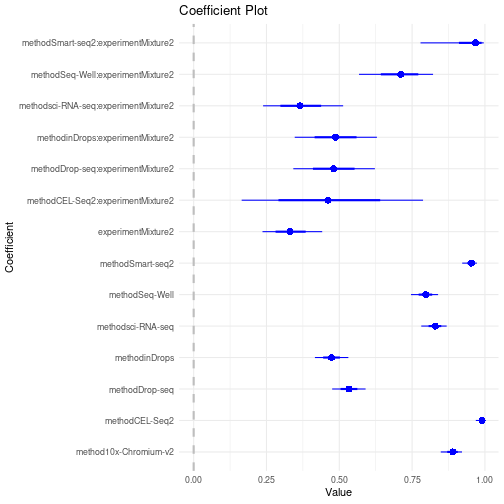 Coefficient Plot
methodSmart-seq2:experimentMixture2
methodSeq-Well:experimentMixture2
methodsci-RNA-seq:experimentMixture2
methodinDrops:experimentMixture2
methodDrop-seq:experimentMixture2
methodCEL-Seq2:experimentMixture2
experimentMixture2
methodSmart-seq2
methodSeq-Well
methodsci-RNA-seq
methodinDrops
methodDrop-seq
methodCEL-Seq2
method10x-Chromium-v2
Coefficient
0.00 0.25 0.50 0.75 1.00
Value